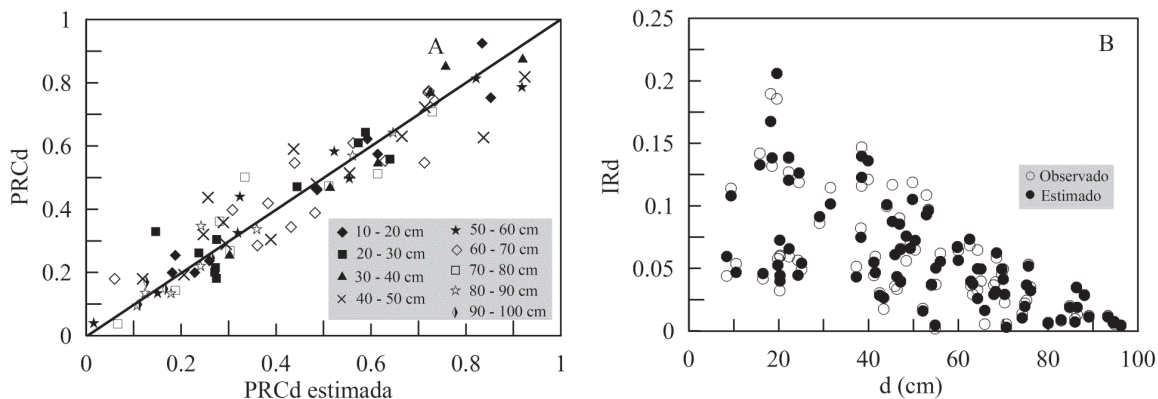 A
PRCd
1
0.8
0.6
0.4
0.2
0
0 0.2 0.4 0.6 0.8 1
PRCd estimada
10 - 20 cm
20 - 30 cm
30 - 40 cm
40 - 50 cm
50 - 60 cm
60 - 70 cm
70 - 80 cm
80 - 90 cm
90 - 100 cm
B
IRd
0.25
0.2
0.15
0.1
0.05
0
0 20 40 60 80 100
d (cm)
Observado
Estimado